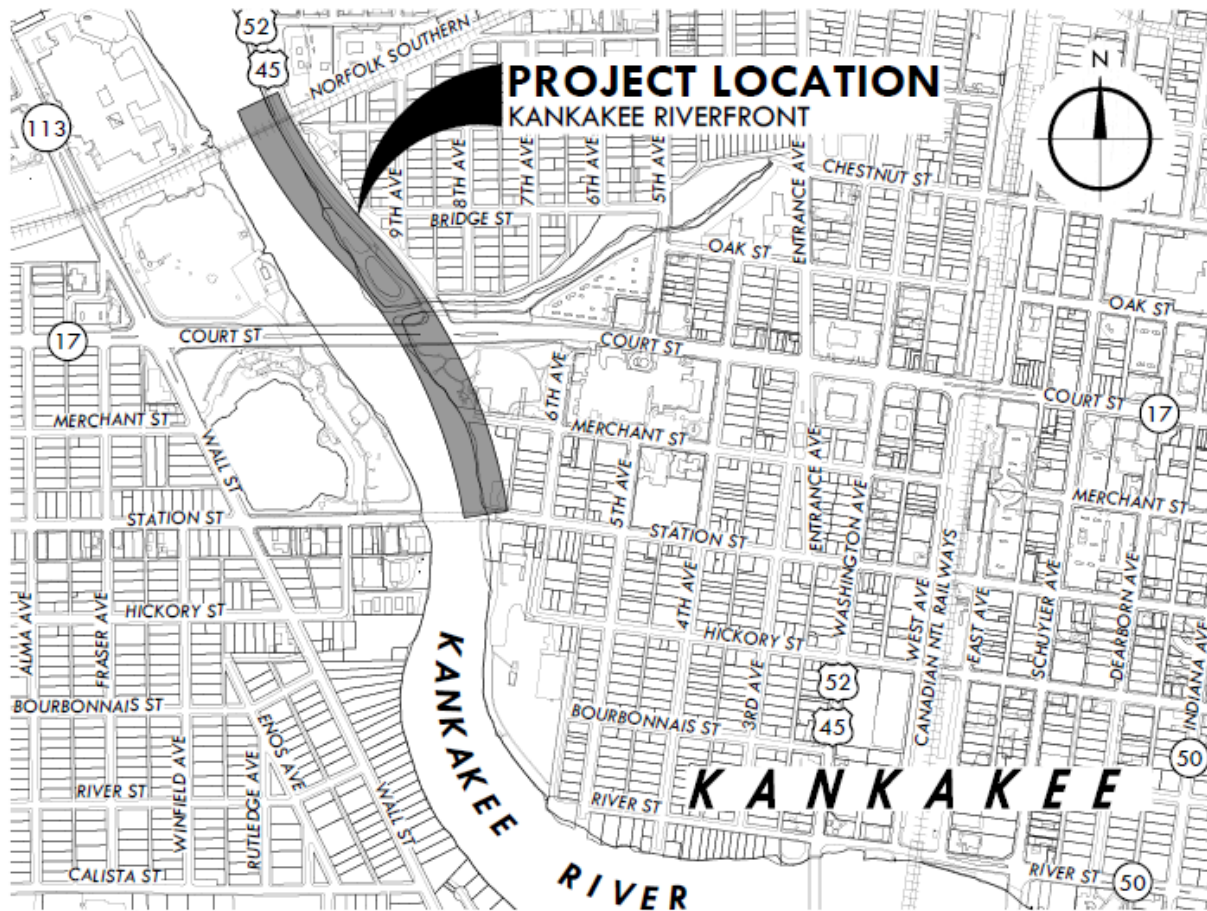 52
45
NORFOLK SOUTHERN
PROJECT LOCATION
KANKAKEE RIVERFRONT
N
113
9TH AVE
8TH AVE
7TH AVE
6TH AVE
5TH AVE
ENTRANCE AVE
CHESTNUT ST
BRIDGE ST
OAK ST
OAK ST
17
COURT ST
COURT ST
COURT ST
17
6TH AVE
MERCHANT ST
MERCHANT ST
MERCHANT ST
WALL ST
5TH AVE
ENTRANCE AVE
WASHINGTON AVE
STATION ST
STATION ST
ALMA AVE
FRASER AVE
HICKORY ST
HICKORY ST
4TH AVE
WEST AVE
CANADIAN NTL RAILWAYS
EAST AVE
SCHUYLER AVE
DEARBORN AVE
INDIANA AVE
52
45
3RD AVE
BOURBONNAIS ST
BOURBONNAIS ST
ENOS AVE
WINFIELD AVE
RUTLEDGE AVE
50
RIVER ST
WALL ST
RIVER ST
KANKAKEE
KANKAKEE
RIVER
CALISTA ST
RIVER ST
50